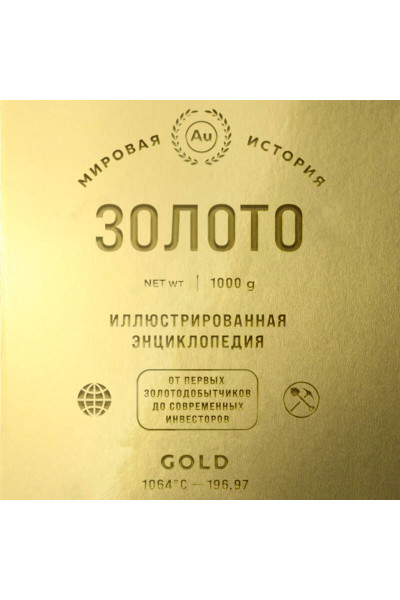 МИРОВАЯ Au ИСТОРИЯ
ЗОЛОТО
NET WT | 1000 g
ИЛЛЮСТРИРОВАННАЯ
ЭНЦИКЛОПЕДИЯ
ОТ ПЕРВЫХ
ЗОЛОТОДОБЫТЧИКОВ
ДО СОВРЕМЕННЫХ
ИНВЕСТОРОВ
GOLD
1064°C — 196,97